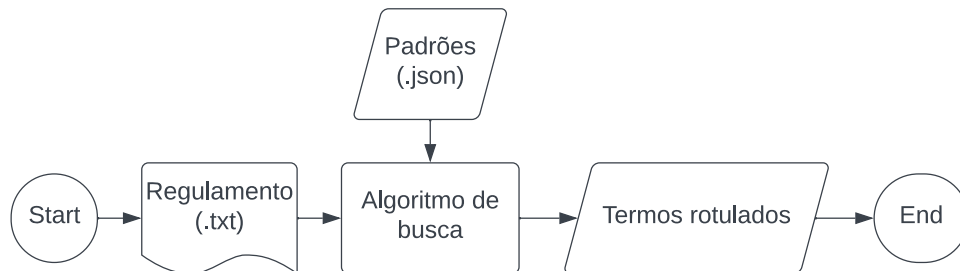 Padrões
(.json)
Start
Regulamento
(.txt)
Algoritmo de
busca
Termos rotulados
End